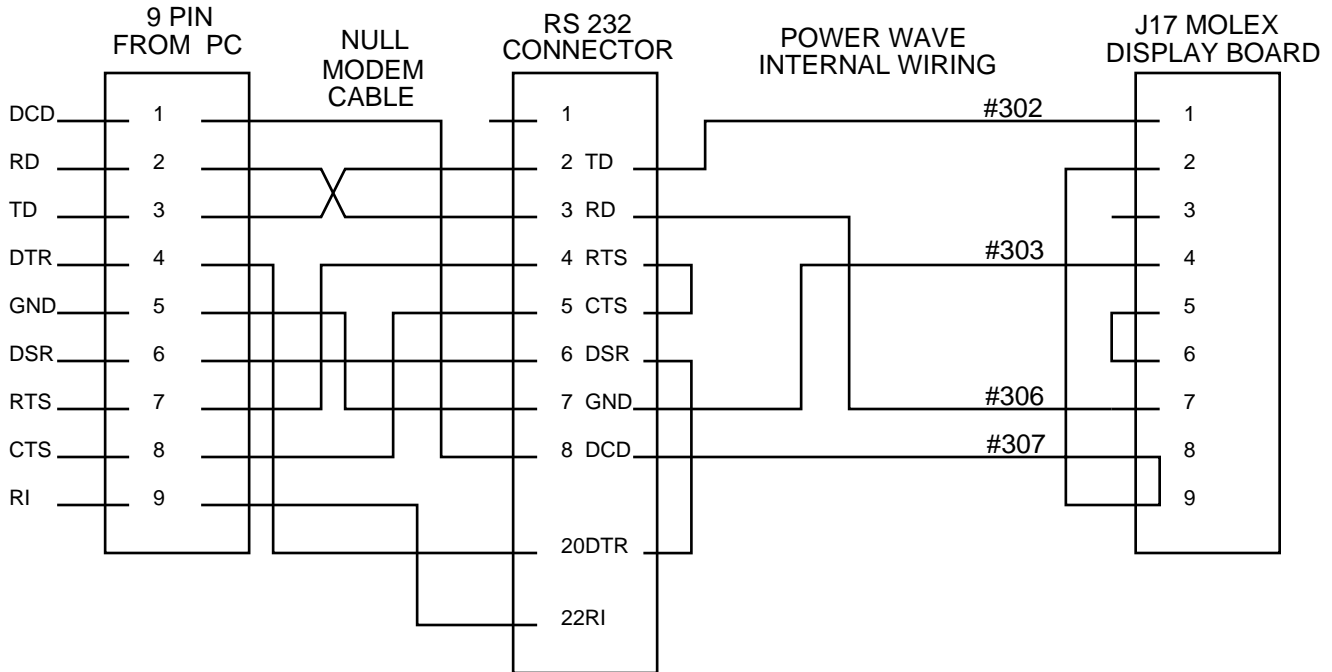 9 PIN
FROM PC
NULL
MODEM
CABLE
RS 232
CONNECTOR
POWER WAVE
INTERNAL WIRING
J17 MOLEX
DISPLAY BOARD
DCD 1 1 #302 1
RD 2 2 TD 2
TD 3 3 RD 3
DTR 4 4 RTS #303 4
GND 5 5 CTS 5
DSR 6 6 DSR 6
RTS 7 7 GND #306 7
CTS 8 8 DCD #307 8
RI 9 9
20DTR
22RI